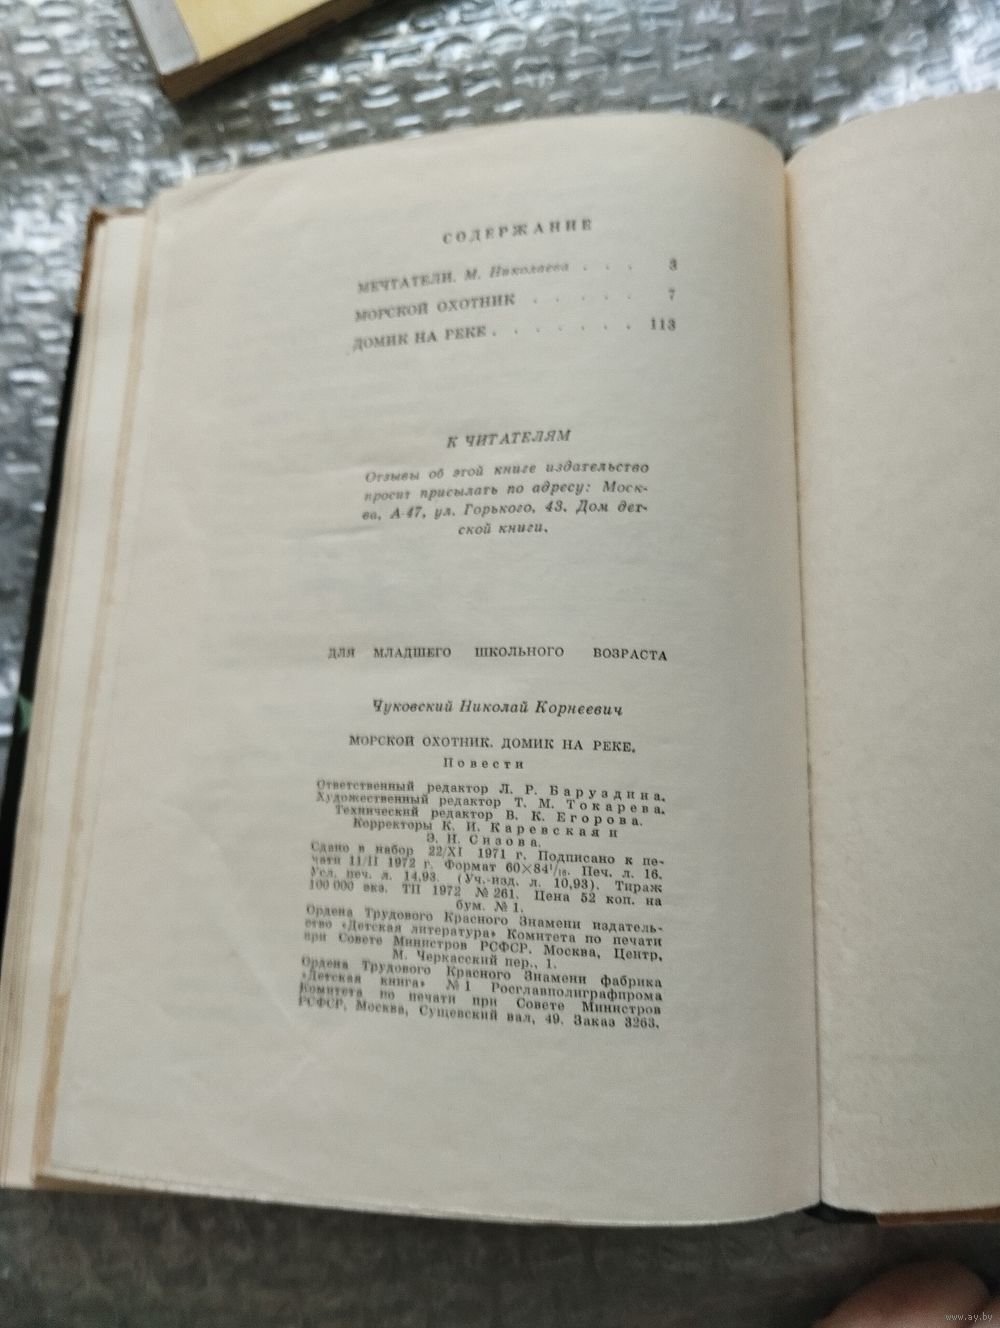 СОДЕРЖАНИЕ
МЕЧТАТЕЛИ. М. Николаева . . . 3
МОРСКОЙ ОХОТНИК . . . . . 7
ДОМИК НА РЕКЕ . . . . . . . 113
К ЧИТАТЕЛЯМ
Отзывы об этой книге издательство
просит присылать по адресу: Моск-
ва, А-47, ул. Горького, 43. Дом дет-
ской книги.
ДЛЯ МЛАДШЕГО ШКОЛЬНОГО ВОЗРАСТА
Чуковский Николай Корнеевич
МОРСКОЙ ОХОТНИК. ДОМИК НА РЕКЕ.
Повести
Ответственный редактор Л. Р. Баруздина.
Художественный редактор Т. М. Токарева.
Технический редактор В. К. Егорова.
Корректоры К. И. Каревская и
Э. Н. Сизова.
Сдано в набор 22/XI 1971 г. Подписано к пе-
чати 11/II 1972 г. Формат 60×84¹/₁₆. Печ. л. 16.
Усл. печ. л. 14,93. (Уч.-изд. л. 10,93). Тираж
100 000 экз. ТП 1972 № 261. Цена 52 коп. на
бум. № 1.
Ордена Трудового Красного Знамени издатель-
ство «Детская литература» Комитета по печати
при Совете Министров РСФСР. Москва, Центр,
М. Черкасский пер., 1.
Ордена Трудового Красного Знамени фабрика
«Детская книга» № 1 Росглавполиграфпрома
Комитета по печати при Совете Министров
РСФСР. Москва, Сущевский вал, 49. Заказ 3263.
www.ay.by